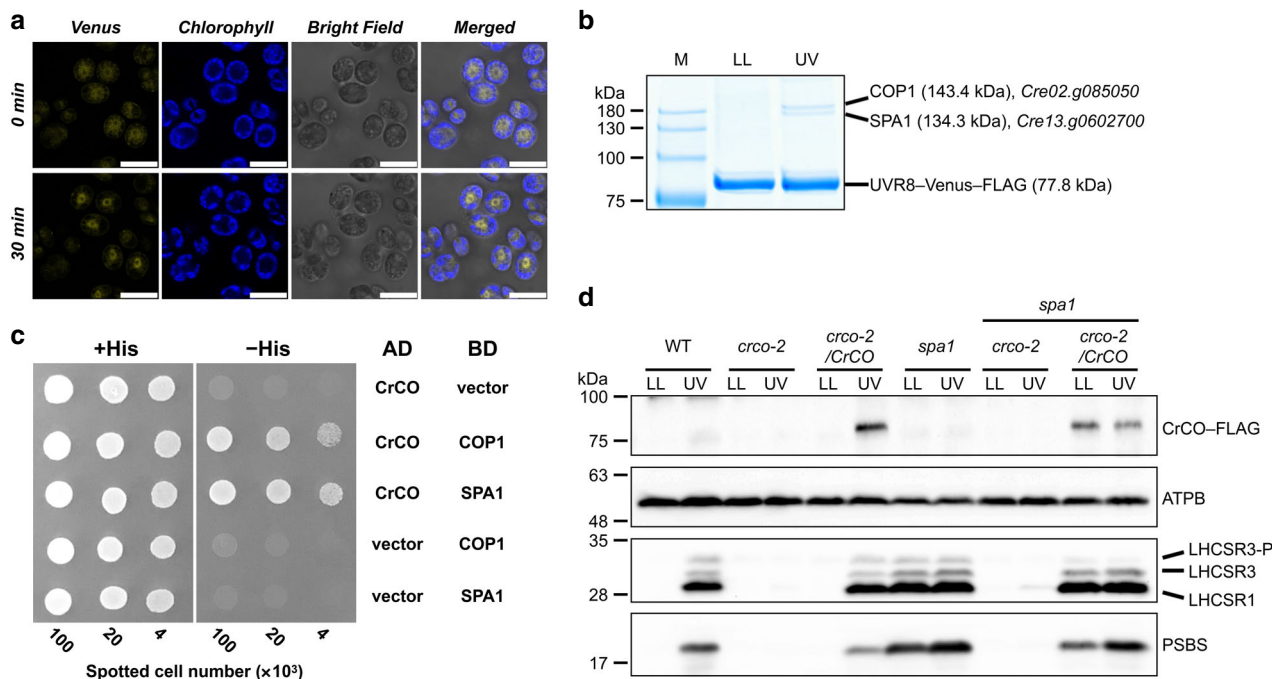 a
Venus Chlorophyll Bright Field Merged
0 min
30 min
b
M LL UV
kDa
180
130
100
75
COP1 (143.4 kDa), Cre02.g085050
SPA1 (134.3 kDa), Cre13.g0602700
UVR8–Venus–FLAG (77.8 kDa)
c
+His −His AD BD
CrCO vector
CrCO COP1
CrCO SPA1
vector COP1
vector SPA1
100 20 4 100 20 4
Spotted cell number (×10³)
d
spa1
WT crco-2 crco-2 /CrCO spa1 crco-2 crco-2 /CrCO
LL UV LL UV LL UV LL UV LL UV LL UV
kDa
100
75
CrCO–FLAG
63
48
ATPB
35
28
LHCSR3-P
LHCSR3
LHCSR1
17
PSBS